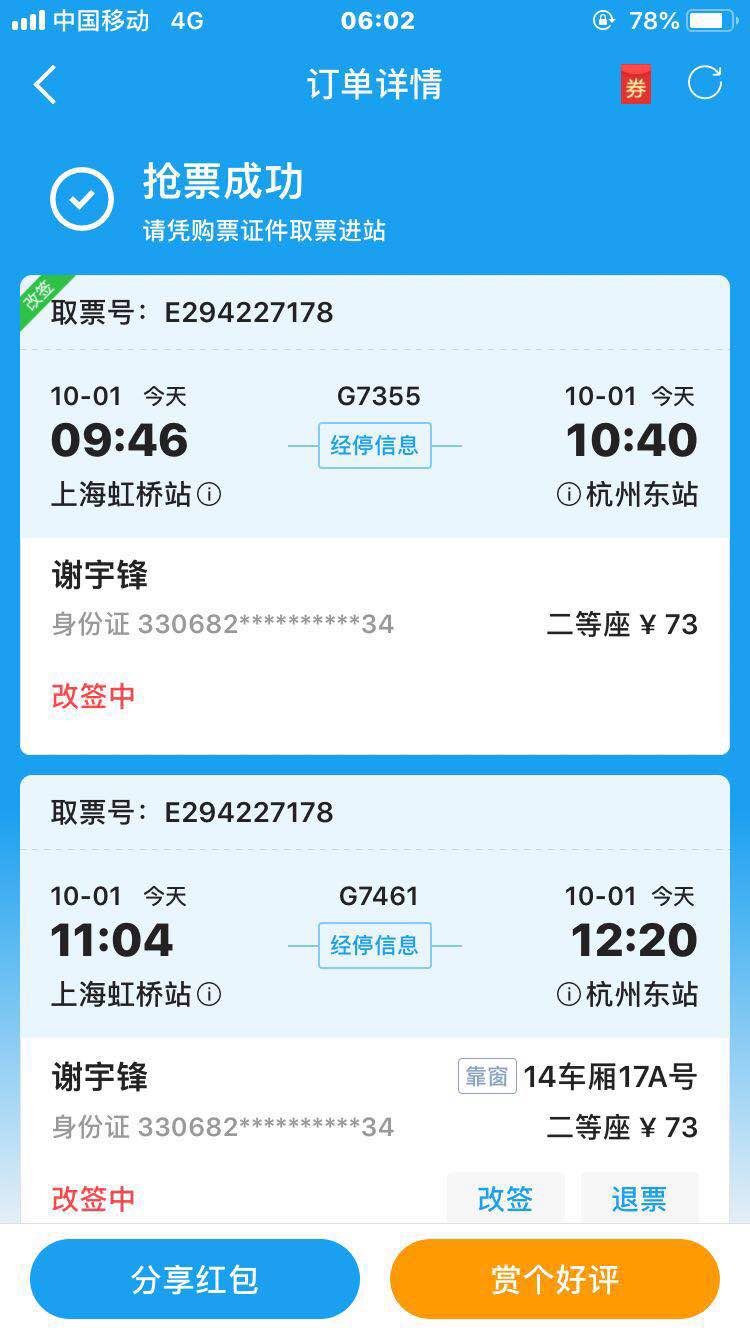 中国移动 4G 06:02 78%
订单详情 券
抢票成功
请凭购票证件取票进站
改签
取票号：E294227178
10-01 今天 G7355 10-01 今天
09:46 经停信息 10:40
上海虹桥站 杭州东站
谢宇锋
身份证 330682**********34 二等座 ¥ 73
改签中
取票号：E294227178
10-01 今天 G7461 10-01 今天
11:04 经停信息 12:20
上海虹桥站 杭州东站
谢宇锋 靠窗 14车厢17A号
身份证 330682**********34 二等座 ¥ 73
改签中 改签 退票
分享红包 赏个好评